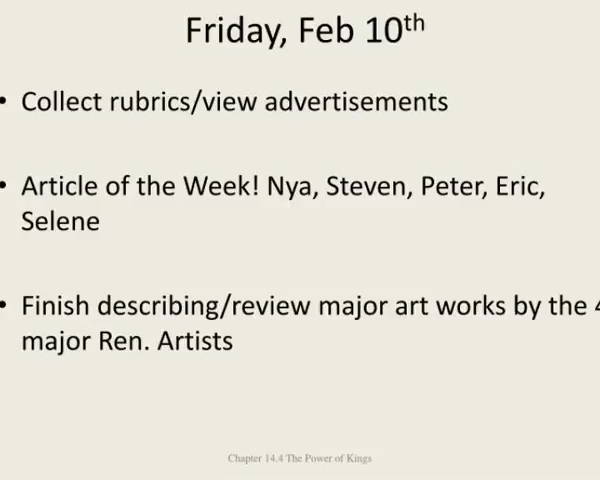 Friday, Feb 10th
• Collect rubrics/view advertisements
• Article of the Week! Nya, Steven, Peter, Eric,
Selene
• Finish describing/review major art works by the 4
major Ren. Artists
Chapter 14.4 The Power of Kings